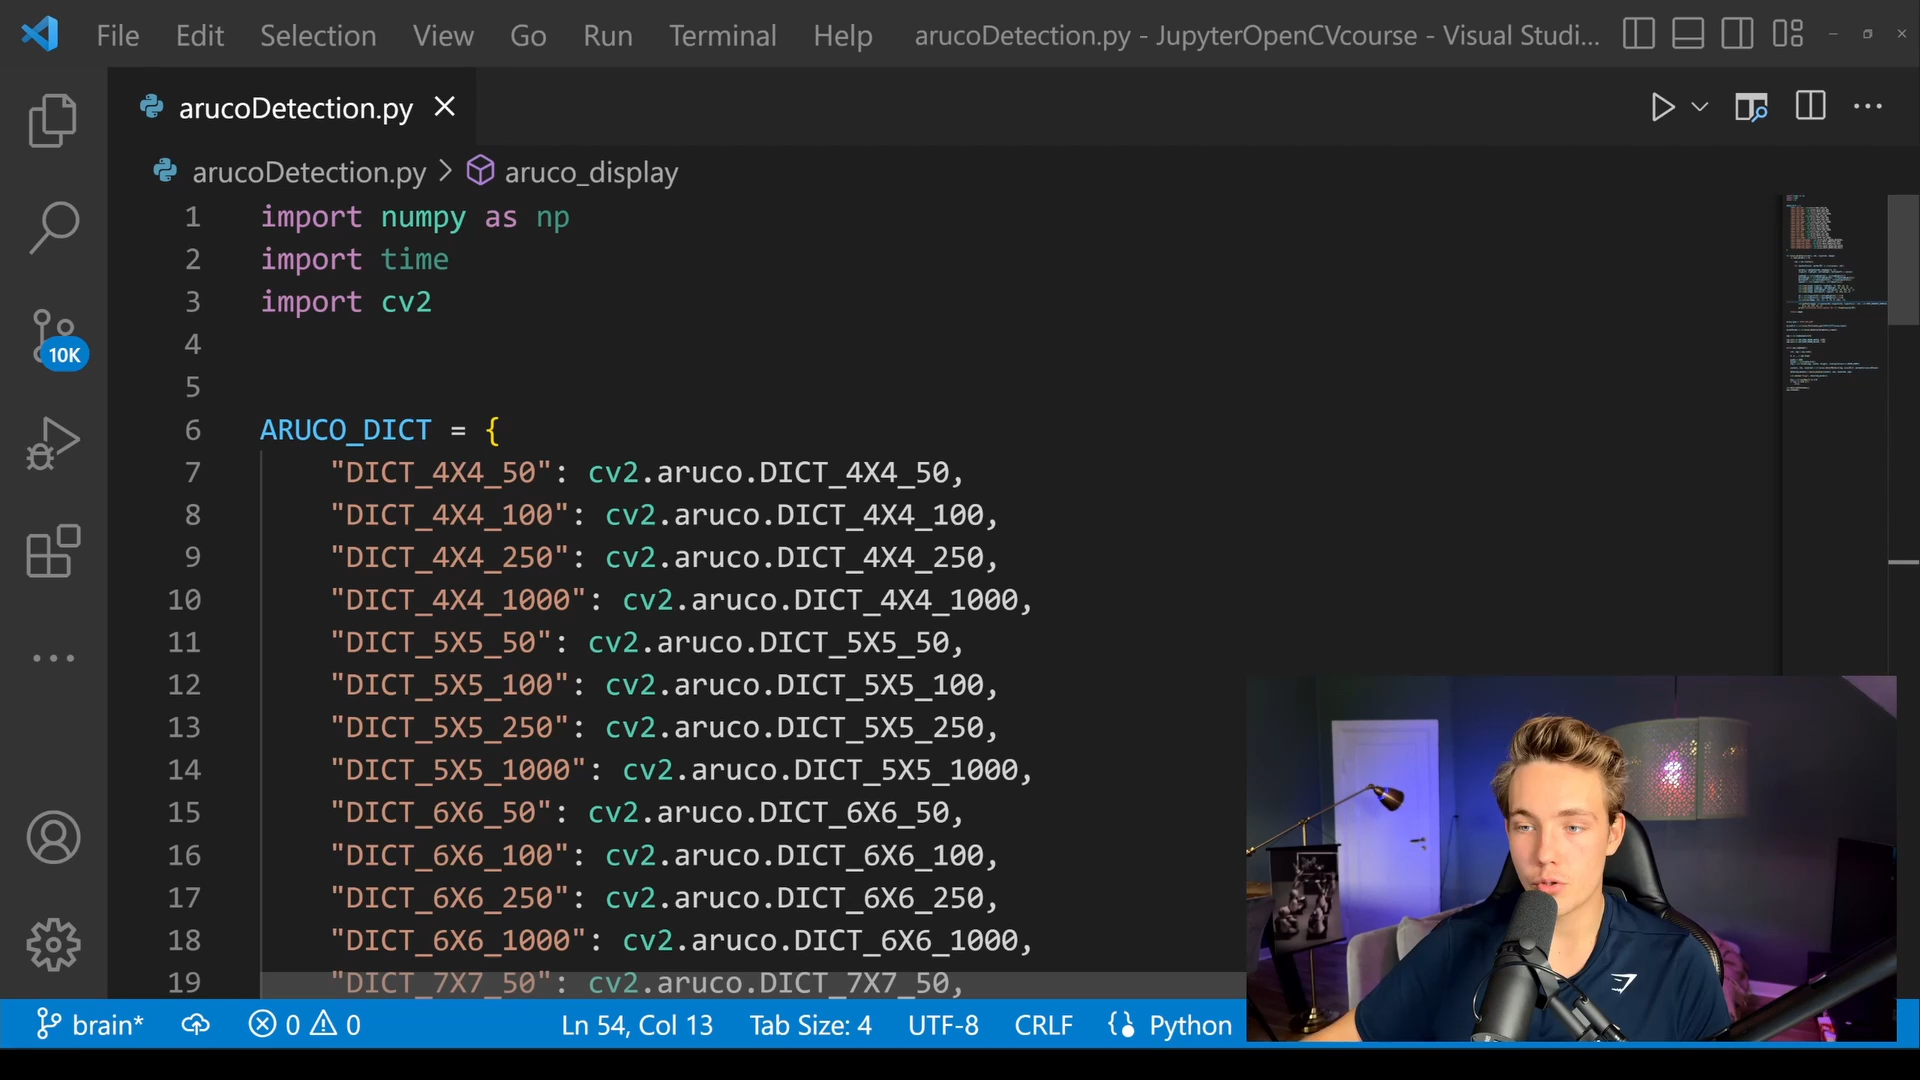 File Edit Selection View Go Run Terminal Help arucoDetection.py - JupyterOpenCVcourse - Visual Studi...
arucoDetection.py
arucoDetection.py > aruco_display
1 import numpy as np
2 import time
3 import cv2
4
5
6 ARUCO_DICT = {
7 "DICT_4X4_50": cv2.aruco.DICT_4X4_50,
8 "DICT_4X4_100": cv2.aruco.DICT_4X4_100,
9 "DICT_4X4_250": cv2.aruco.DICT_4X4_250,
10 "DICT_4X4_1000": cv2.aruco.DICT_4X4_1000,
11 "DICT_5X5_50": cv2.aruco.DICT_5X5_50,
12 "DICT_5X5_100": cv2.aruco.DICT_5X5_100,
13 "DICT_5X5_250": cv2.aruco.DICT_5X5_250,
14 "DICT_5X5_1000": cv2.aruco.DICT_5X5_1000,
15 "DICT_6X6_50": cv2.aruco.DICT_6X6_50,
16 "DICT_6X6_100": cv2.aruco.DICT_6X6_100,
17 "DICT_6X6_250": cv2.aruco.DICT_6X6_250,
18 "DICT_6X6_1000": cv2.aruco.DICT_6X6_1000,
19 "DICT_7X7_50": cv2.aruco.DICT_7X7_50,
10K
brain* 0 0 Ln 54, Col 13 Tab Size: 4 UTF-8 CRLF Python